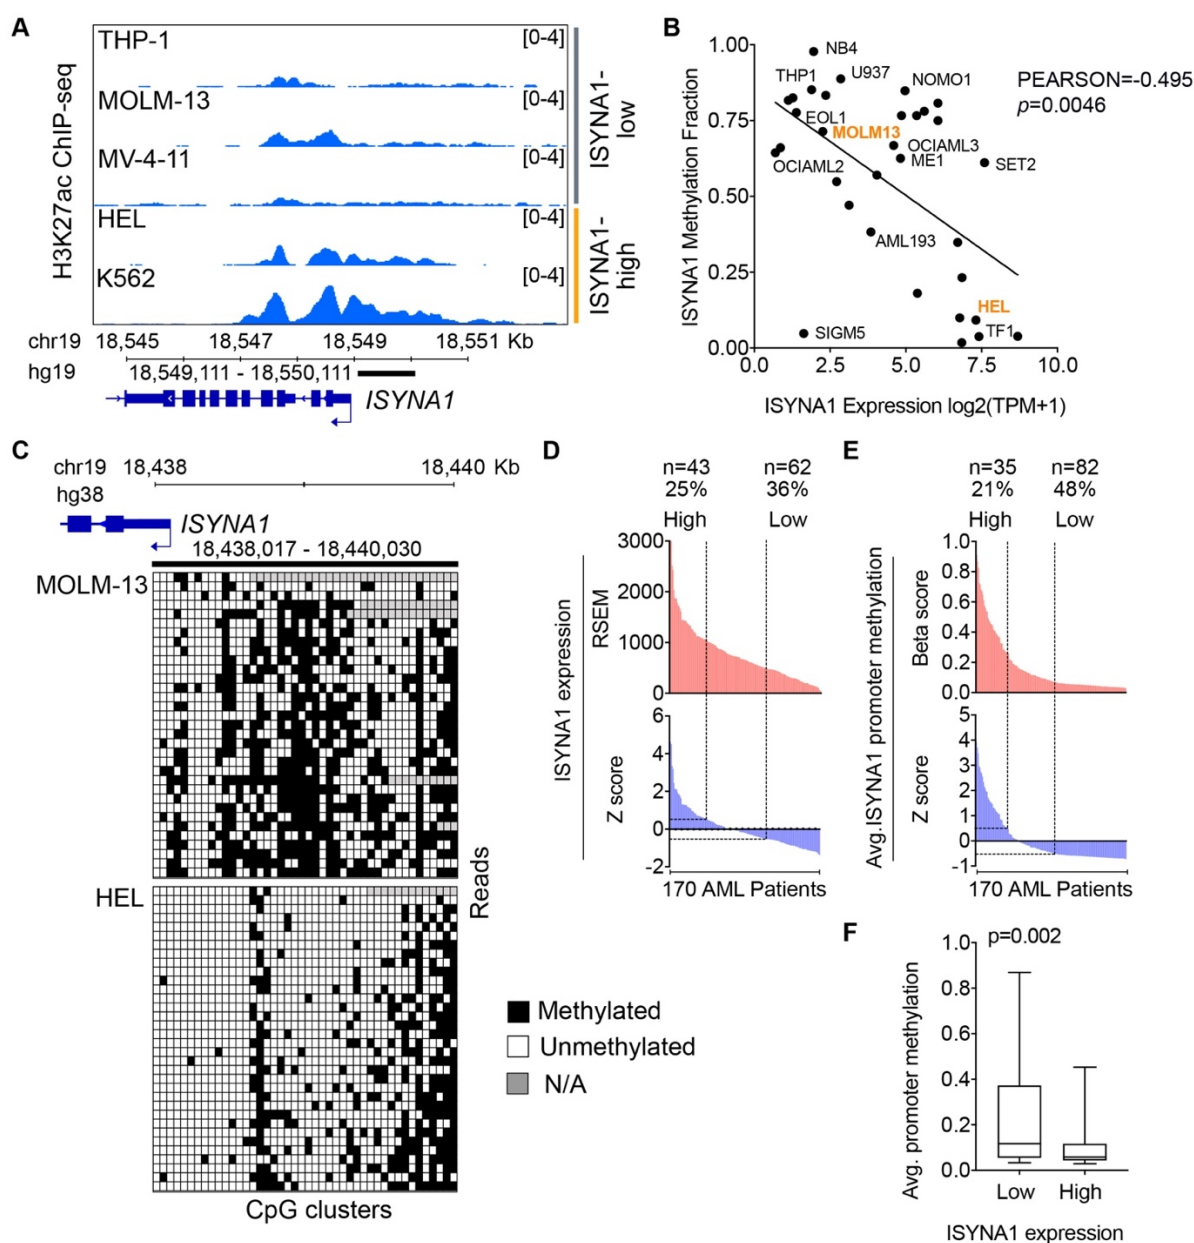 A
H3K27ac ChIP-seq
THP-1 [0-4]
MOLM-13 [0-4]
MV-4-11 [0-4]
HEL [0-4]
K562 [0-4]
ISYNA1-
low
ISYNA1-
high
chr19 18,545 18,547 18,549 18,551 Kb
hg19 18,549,111 - 18,550,111
ISYNA1
B
ISYNA1 Methylation Fraction
1.00
0.75
0.50
0.25
0.00
0.0 2.5 5.0 7.5 10.0
ISYNA1 Expression log2(TPM+1)
PEARSON=-0.495
p=0.0046
NB4
U937
THP1
NOMO1
EOL1
MOLM13
OCIAML3
ME1
SET2
OCIAML2
AML193
HEL
TF1
SIGM5
C
chr19 18,438 18,440 Kb
hg38
ISYNA1
18,438,017 - 18,440,030
MOLM-13
HEL
Reads
CpG clusters
Methylated
Unmethylated
N/A
D
n=43 n=62
25% 36%
High Low
ISYNA1 expression
RSEM
3000
2000
1000
0
Z score
6
4
2
0
-2
170 AML Patients
E
n=35 n=82
21% 48%
High Low
Avg.ISYNA1 promoter methylation
Beta score
1.0
0.8
0.6
0.4
0.2
0.0
Z score
5
4
3
2
1
0
-1
170 AML Patients
F
p=0.002
Avg. promoter methylation
1.0
0.8
0.6
0.4
0.2
0.0
Low High
ISYNA1 expression